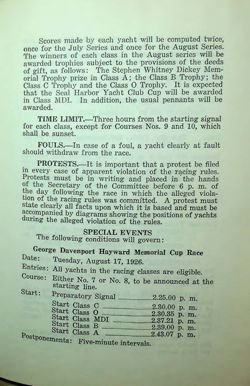 Scores made by each yacht will be computed twice,
once for the July Series and once for the August Series.
The winners of each class in the August series will be
awarded trophies subject to the provisions of the deeds
of gift, as follows: The Stephen Whitney Dickey Mem-
orial Trophy prize in Class A; the Class B Trophy; the
Class C Trophy and the Class O Trophy. It is expected
that the Seal Harbor Yacht Club Cup will be awarded
in Class MDI. In addition, the usual pennants will be
awarded.
TIME LIMIT.—Three hours from the starting signal
for each class, except for Courses Nos. 9 and 10, which
shall be sunset.
FOULS.—In case of a foul, a yacht clearly at fault
should withdraw from the race.
PROTESTS.—It is important that a protest be filed
in every case of apparent violation of the racing rules.
Protests must be in writing and placed in the hands
of the Secretary of the Committee before 6 p. m. of
the day following the race in which the alleged viola-
tion of the racing rules was committed. A protest must
state clearly all facts upon which it is based and must be
accompanied by diagrams showing the positions of yachts
during the alleged violation of the rules.
SPECIAL EVENTS
The following conditions will govern:
George Davenport Hayward Memorial Cup Race
Date: Tuesday, August 17, 1926.
Entries: All yachts in the racing classes are eligible.
Course: Either No. 7 or No. 8, to be announced at the
starting line.
Start: Preparatory Signal 2.25.00 p. m.
Start Class C 2.30.00 p. m.
Start Class O 2.30.35 p. m.
Start Class MDI 2.37.21 p. m.
Start Class B 2.39.00 p. m.
Start Class A 2.43.07 p. m.
Postponements: Five-minute intervals.